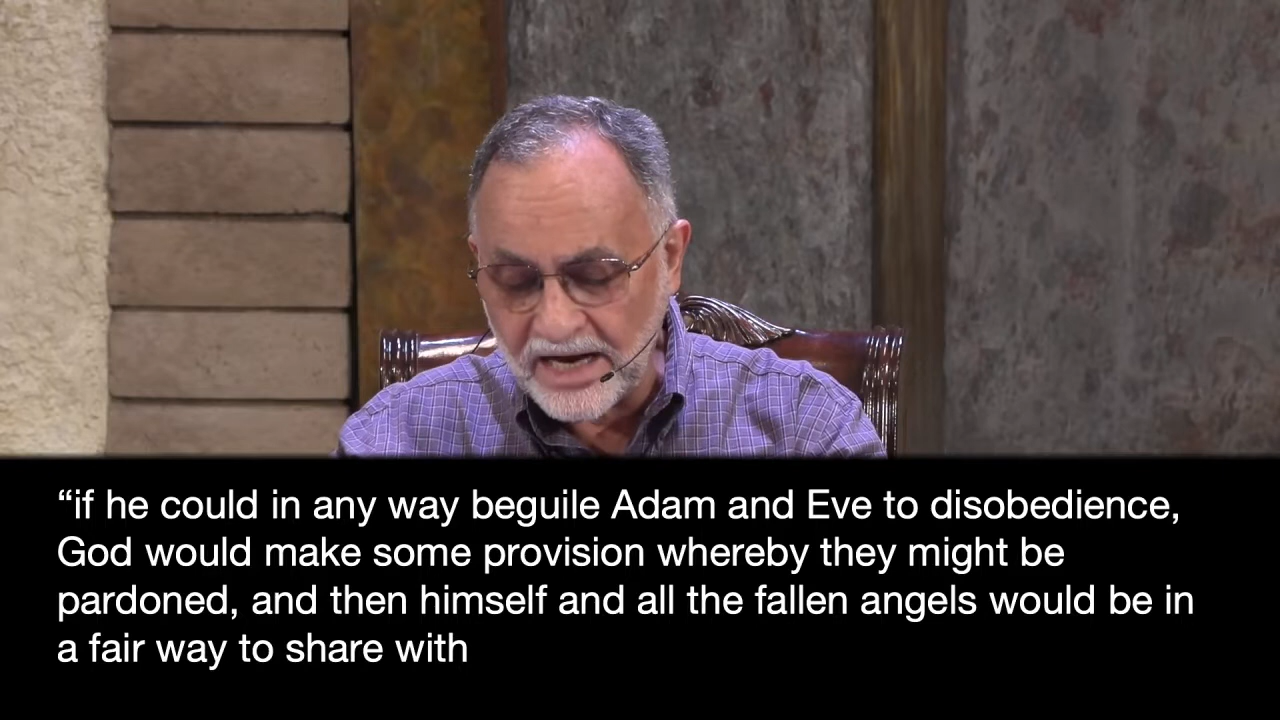 “if he could in any way beguile Adam and Eve to disobedience,
God would make some provision whereby they might be
pardoned, and then himself and all the fallen angels would be in
a fair way to share with